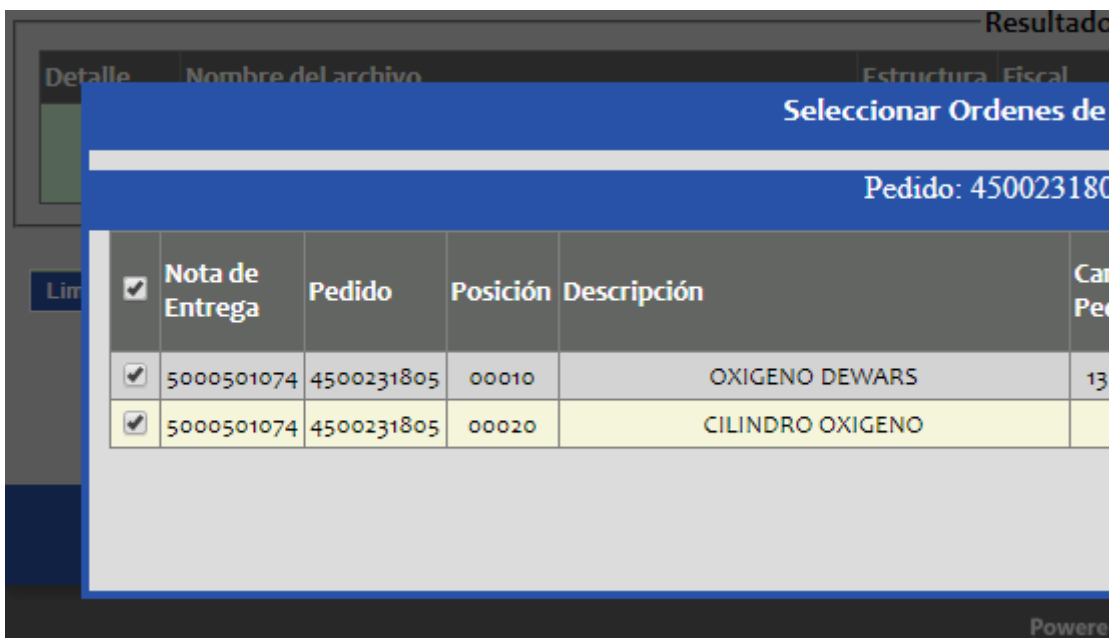 Resultado
Detalle Nombre del archivo Estructura Fiscal
Seleccionar Ordenes de
Pedido: 450023180
Nota de Entrega Pedido Posición Descripción
5000501074 4500231805 00010 OXIGENO DEWARS 13
5000501074 4500231805 00020 CILINDRO OXIGENO